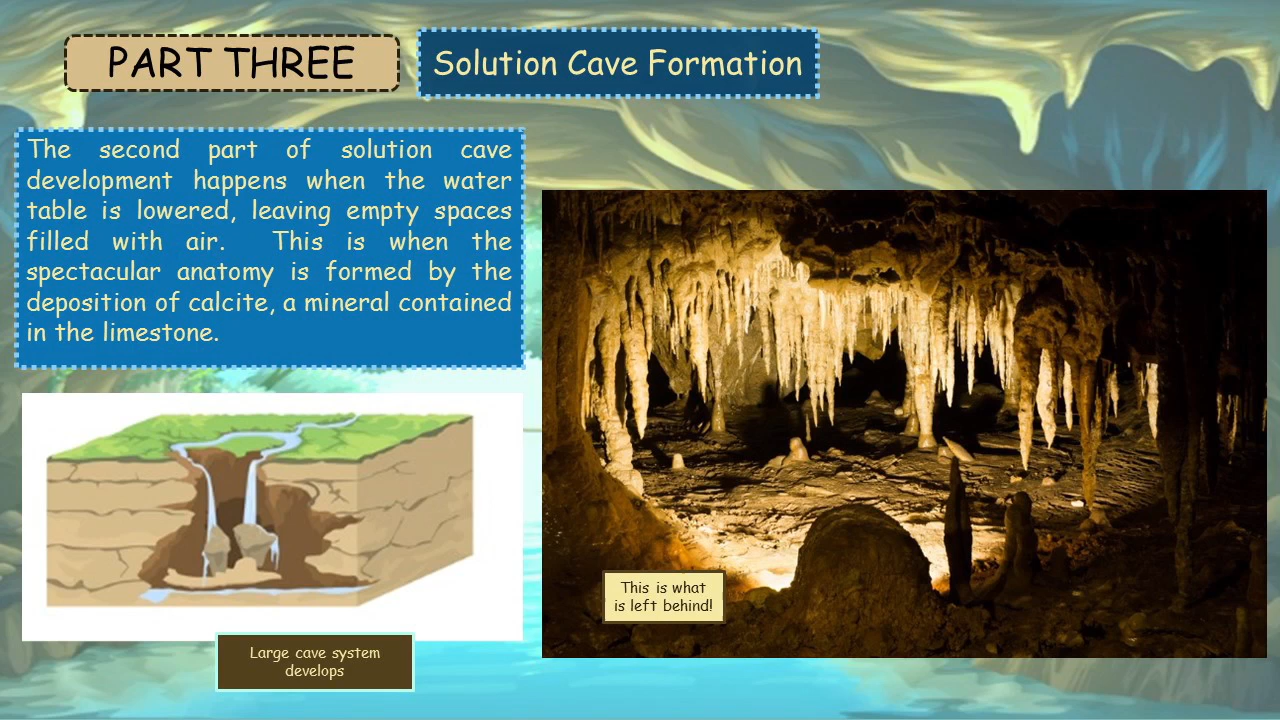 PART THREE
Solution Cave Formation
The second part of solution cave
development happens when the water
table is lowered, leaving empty spaces
filled with air.  This is when the
spectacular anatomy is formed by the
deposition of calcite, a mineral contained
in the limestone.
This is what
is left behind!
Large cave system
develops